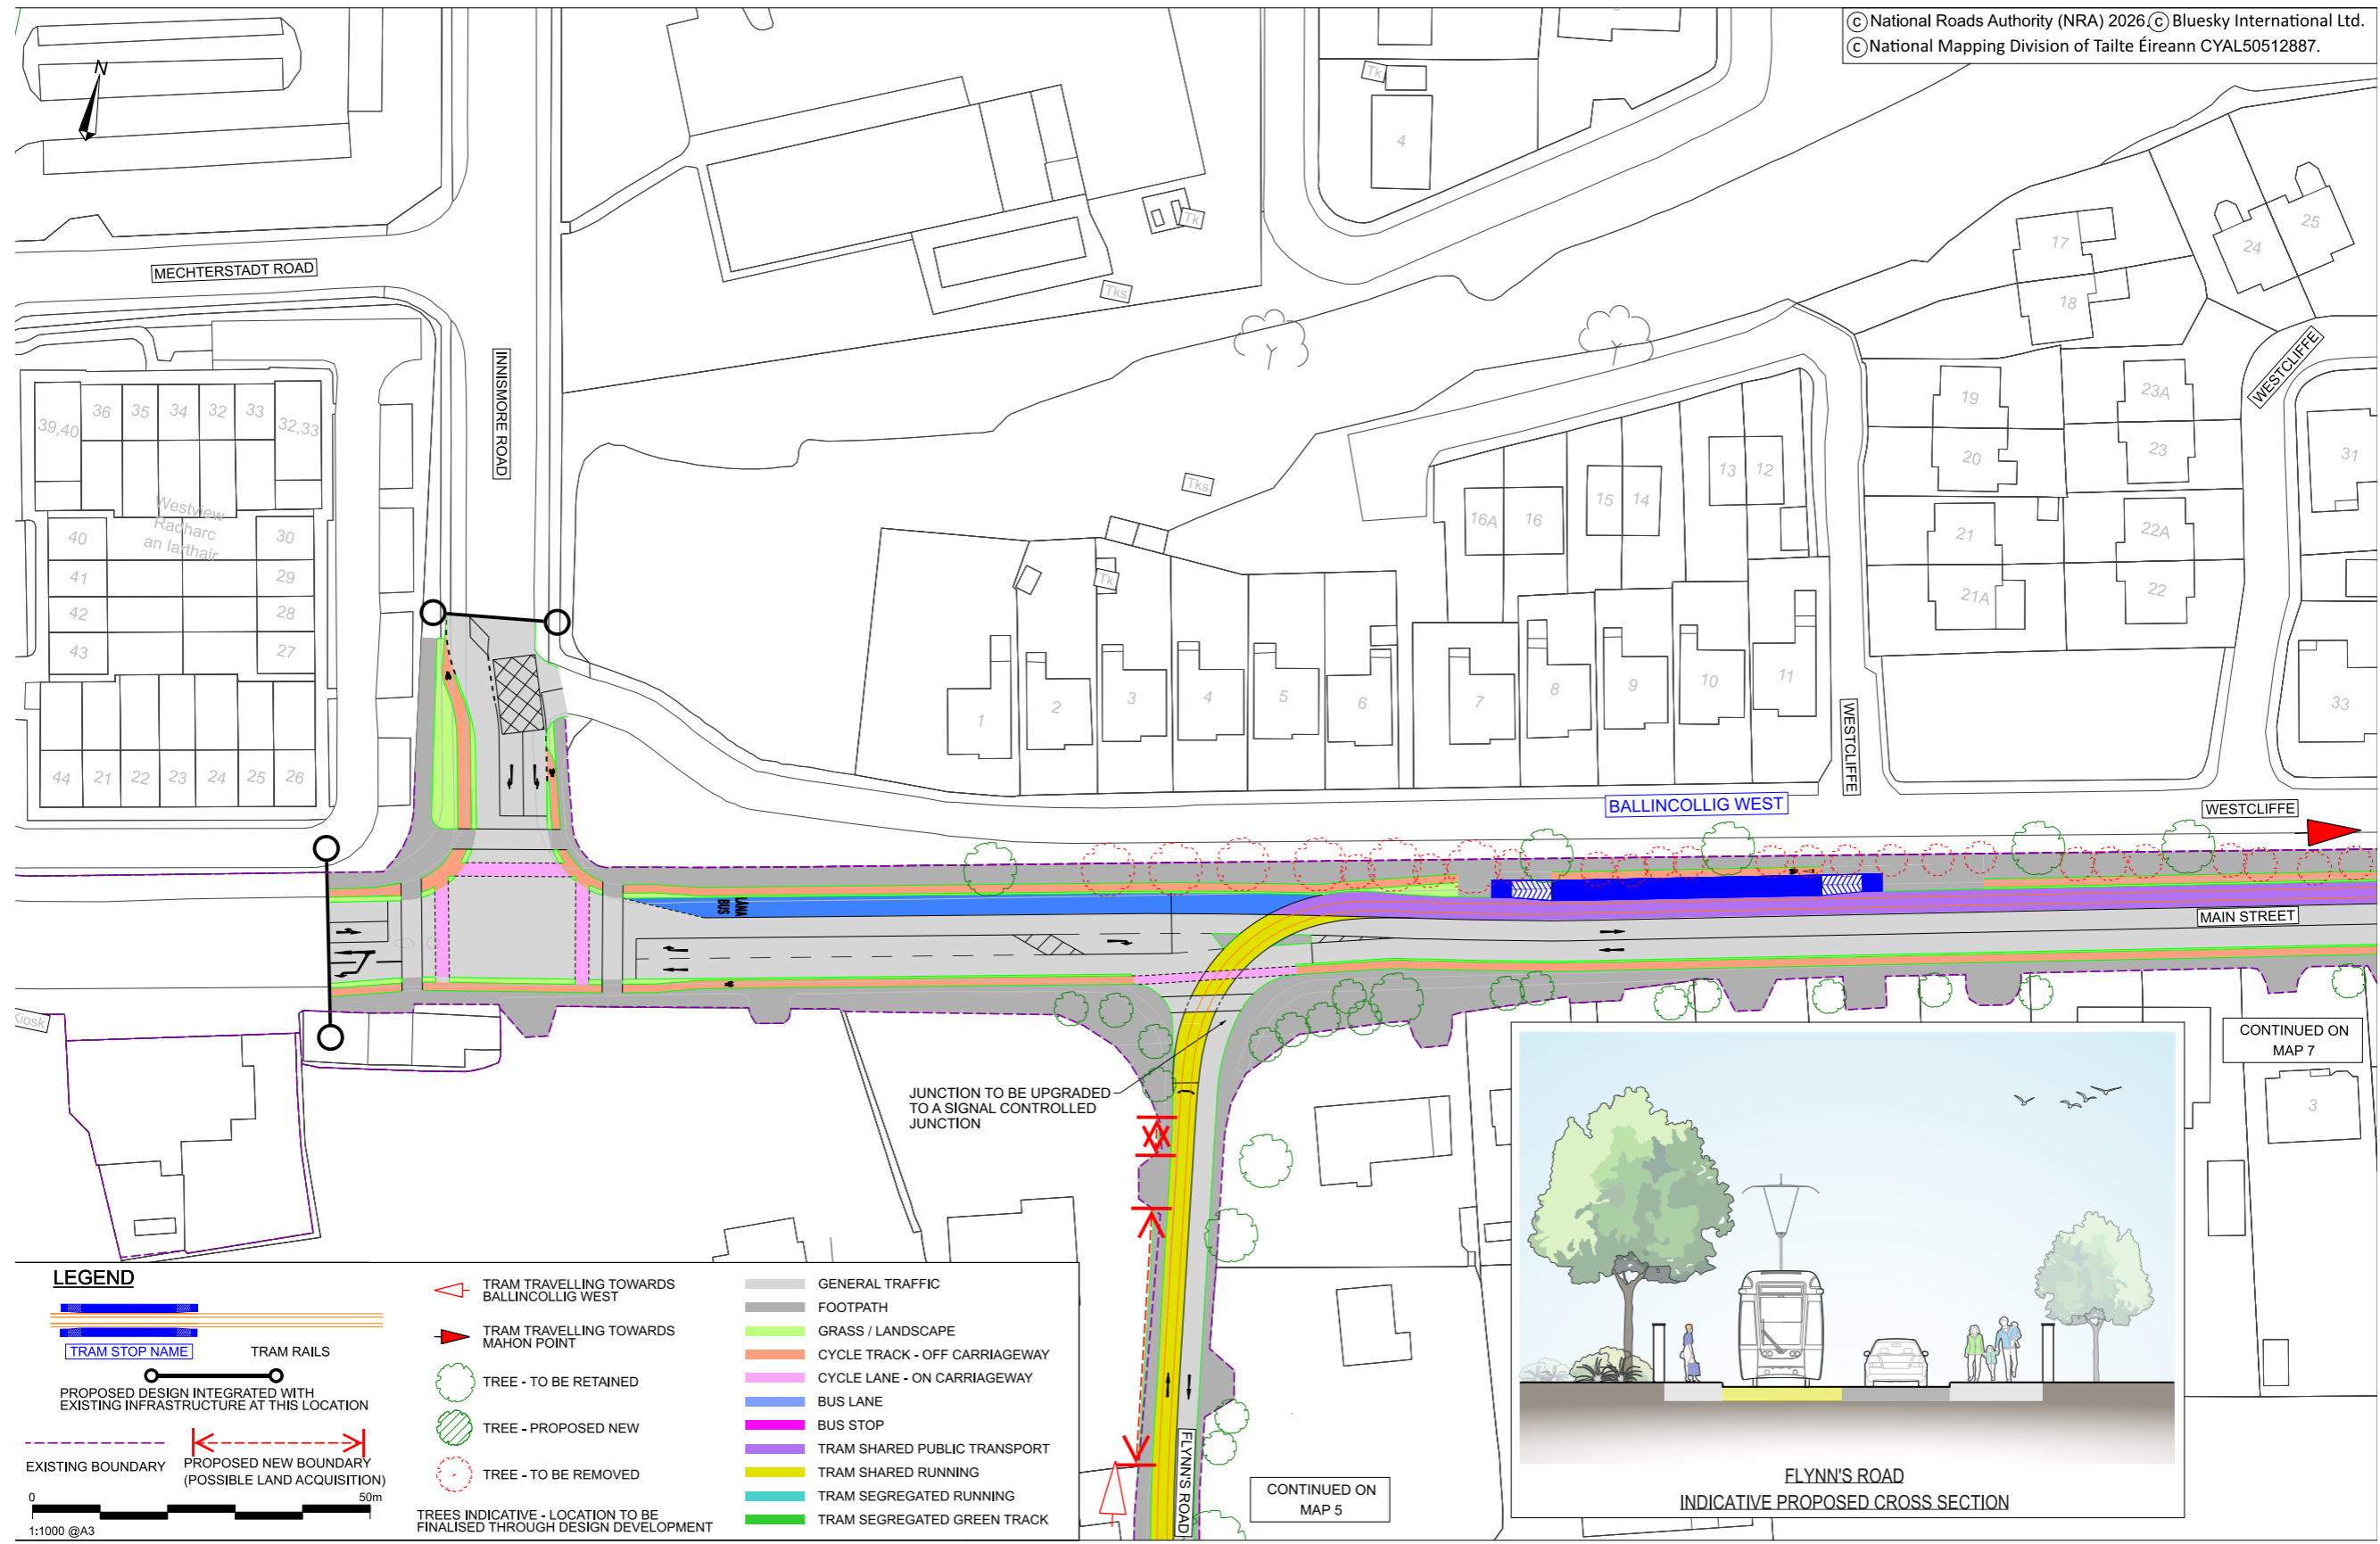 © National Roads Authority (NRA) 2026. © Bluesky International Ltd.
© National Mapping Division of Tailte Éireann CYAL50512887.
N
Tk
4
Tk
Tks
17
18
24
25
MECHTERSTADT ROAD
INNISMORE ROAD
WESTCLIFFE
39,40
36
35
34
32
33
32,33
19
20
23A
23
31
Tks
13
12
15
14
16A
16
Westview
Radharc
an Iarthair
40
41
42
43
30
29
28
27
21
21A
22A
22
Tk
1
2
3
4
5
6
7
8
9
10
11
33
44
21
22
23
24
25
26
WESTCLIFFE
BALLINCOLLIG WEST
WESTCLIFFE
LÁNA
BUS
MAIN STREET
Kiosk
CONTINUED ON
MAP 7
3
JUNCTION TO BE UPGRADED
TO A SIGNAL CONTROLLED
JUNCTION
FLYNN'S ROAD
CONTINUED ON
MAP 5
FLYNN'S ROAD
INDICATIVE PROPOSED CROSS SECTION
LEGEND
TRAM STOP NAME
TRAM RAILS
PROPOSED DESIGN INTEGRATED WITH
EXISTING INFRASTRUCTURE AT THIS LOCATION
EXISTING BOUNDARY
PROPOSED NEW BOUNDARY
(POSSIBLE LAND ACQUISITION)
0
50m
1:1000 @A3
TRAM TRAVELLING TOWARDS
BALLINCOLLIG WEST
TRAM TRAVELLING TOWARDS
MAHON POINT
TREE - TO BE RETAINED
TREE - PROPOSED NEW
TREE - TO BE REMOVED
TREES INDICATIVE - LOCATION TO BE
FINALISED THROUGH DESIGN DEVELOPMENT
GENERAL TRAFFIC
FOOTPATH
GRASS / LANDSCAPE
CYCLE TRACK - OFF CARRIAGEWAY
CYCLE LANE - ON CARRIAGEWAY
BUS LANE
BUS STOP
TRAM SHARED PUBLIC TRANSPORT
TRAM SHARED RUNNING
TRAM SEGREGATED RUNNING
TRAM SEGREGATED GREEN TRACK